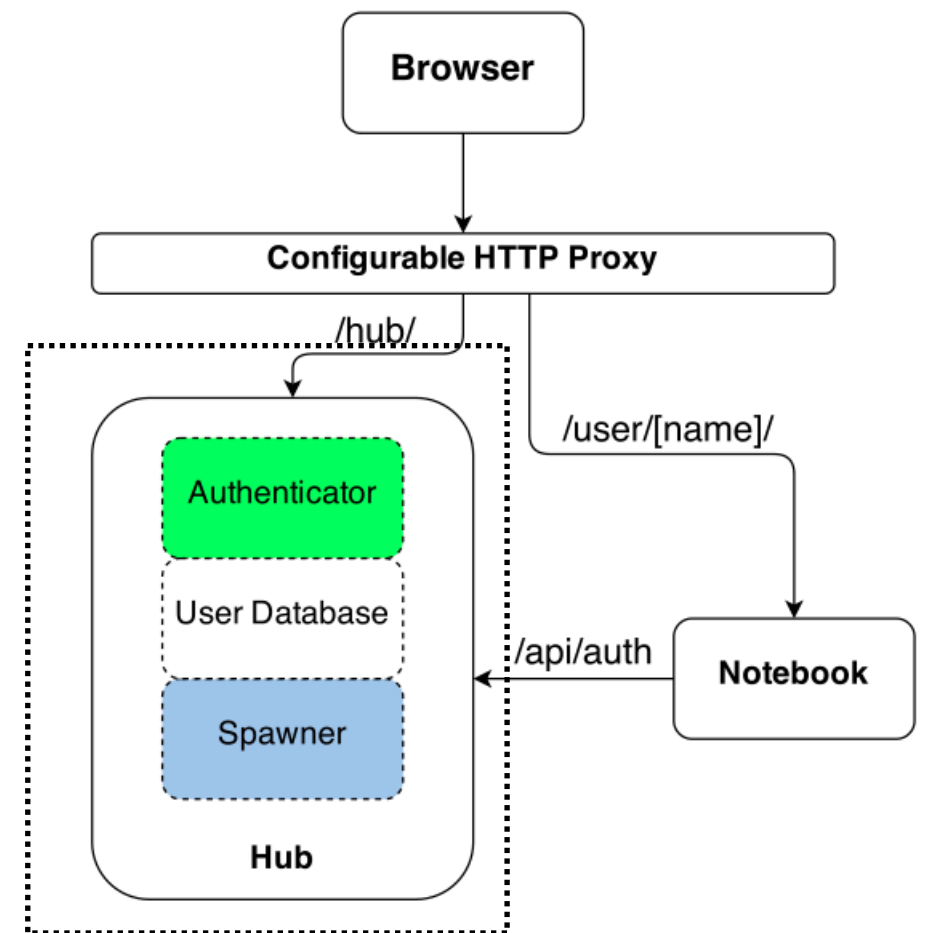 Browser
Configurable HTTP Proxy
/hub/
/user/[name]/
Authenticator
User Database
/api/auth
Notebook
Spawner
Hub